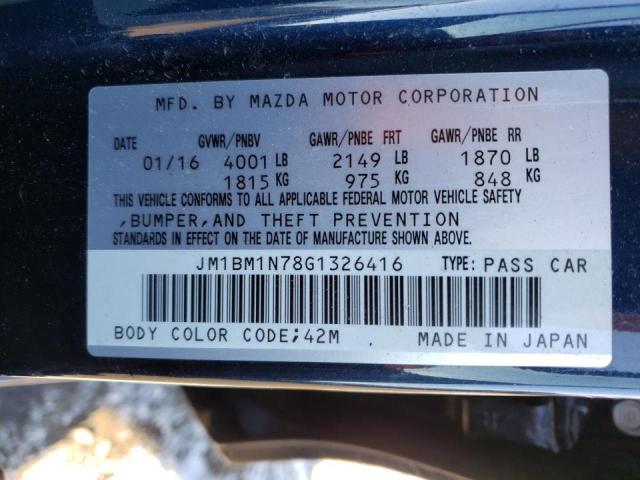 MFD. BY MAZDA MOTOR CORPORATION
DATE GVWR/PNBV GAWR/PNBE FRT GAWR/PNBE RR
01/16 4001 LB 2149 LB 1870 LB
1815 KG 975 KG 848 KG
THIS VEHICLE CONFORMS TO ALL APPLICABLE FEDERAL MOTOR VEHICLE SAFETY
,BUMPER,AND THEFT PREVENTION
STANDARDS IN EFFECT ON THE DATE OF MANUFACTURE SHOWN ABOVE.
JM1BM1N78G1326416 TYPE: PASS CAR
BODY COLOR CODE;42M MADE IN JAPAN